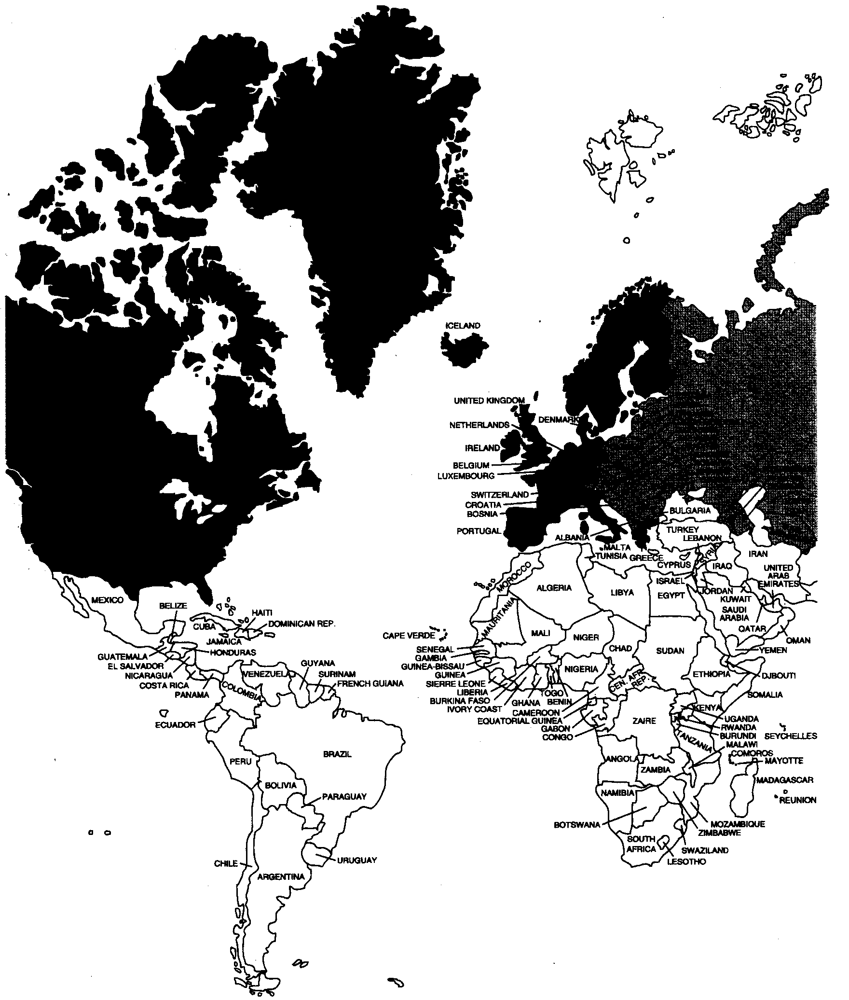 ICELAND
UNITED KINGDOM
DENMARK
NETHERLANDS
IRELAND
BELGIUM
LUXEMBOURG
SWITZERLAND
CROATIA
BOSNIA
BULGARIA
PORTUGAL
TURKEY
ALBANIA
LEBANON
MALTA
SYRIA
TUNISIA
GREECE
IRAN
CYPRUS
IRAQ
UNITED
ARAB
EMIRATES
MOROCCO
ISRAEL
ALGERIA
LIBYA
EGYPT
JORDAN
KUWAIT
MEXICO
BELIZE
HAITI
MAURITANIA
SAUDI
ARABIA
CUBA
DOMINICAN REP.
QATAR
CAPE VERDE
MALI
NIGER
OMAN
JAMAICA
CHAD
SUDAN
YEMEN
HONDURAS
SENEGAL
GUATEMALA
GAMBIA
EL SALVADOR
GUYANA
GUINEA-BISSAU
NIGERIA
NICARAGUA
VENEZUELA
SURINAM
GUINEA
ETHIOPIA
DJBOUTI
COSTA RICA
FRENCH GUIANA
SIERRE LEONE
CEN. AFR.
REP.
PANAMA
COLOMBIA
LIBERIA
TOGO
SOMALIA
BURKINA FASO
GHANA
BENIN
IVORY COAST
KENYA
CAMEROON
ECUADOR
EQUATORIAL GUINEA
ZAIRE
UGANDA
GABON
RWANDA
CONGO
BURUNDI
SEYCHELLES
TANZANIA
MALAWI
BRAZIL
COMOROS
PERU
ANGOLA
MAYOTTE
ZAMBIA
MADAGASCAR
BOLIVIA
NAMIBIA
PARAGUAY
REUNION
BOTSWANA
MOZAMBIQUE
ZIMBABWE
SOUTH
AFRICA
SWAZILAND
URUGUAY
LESOTHO
CHILE
ARGENTINA